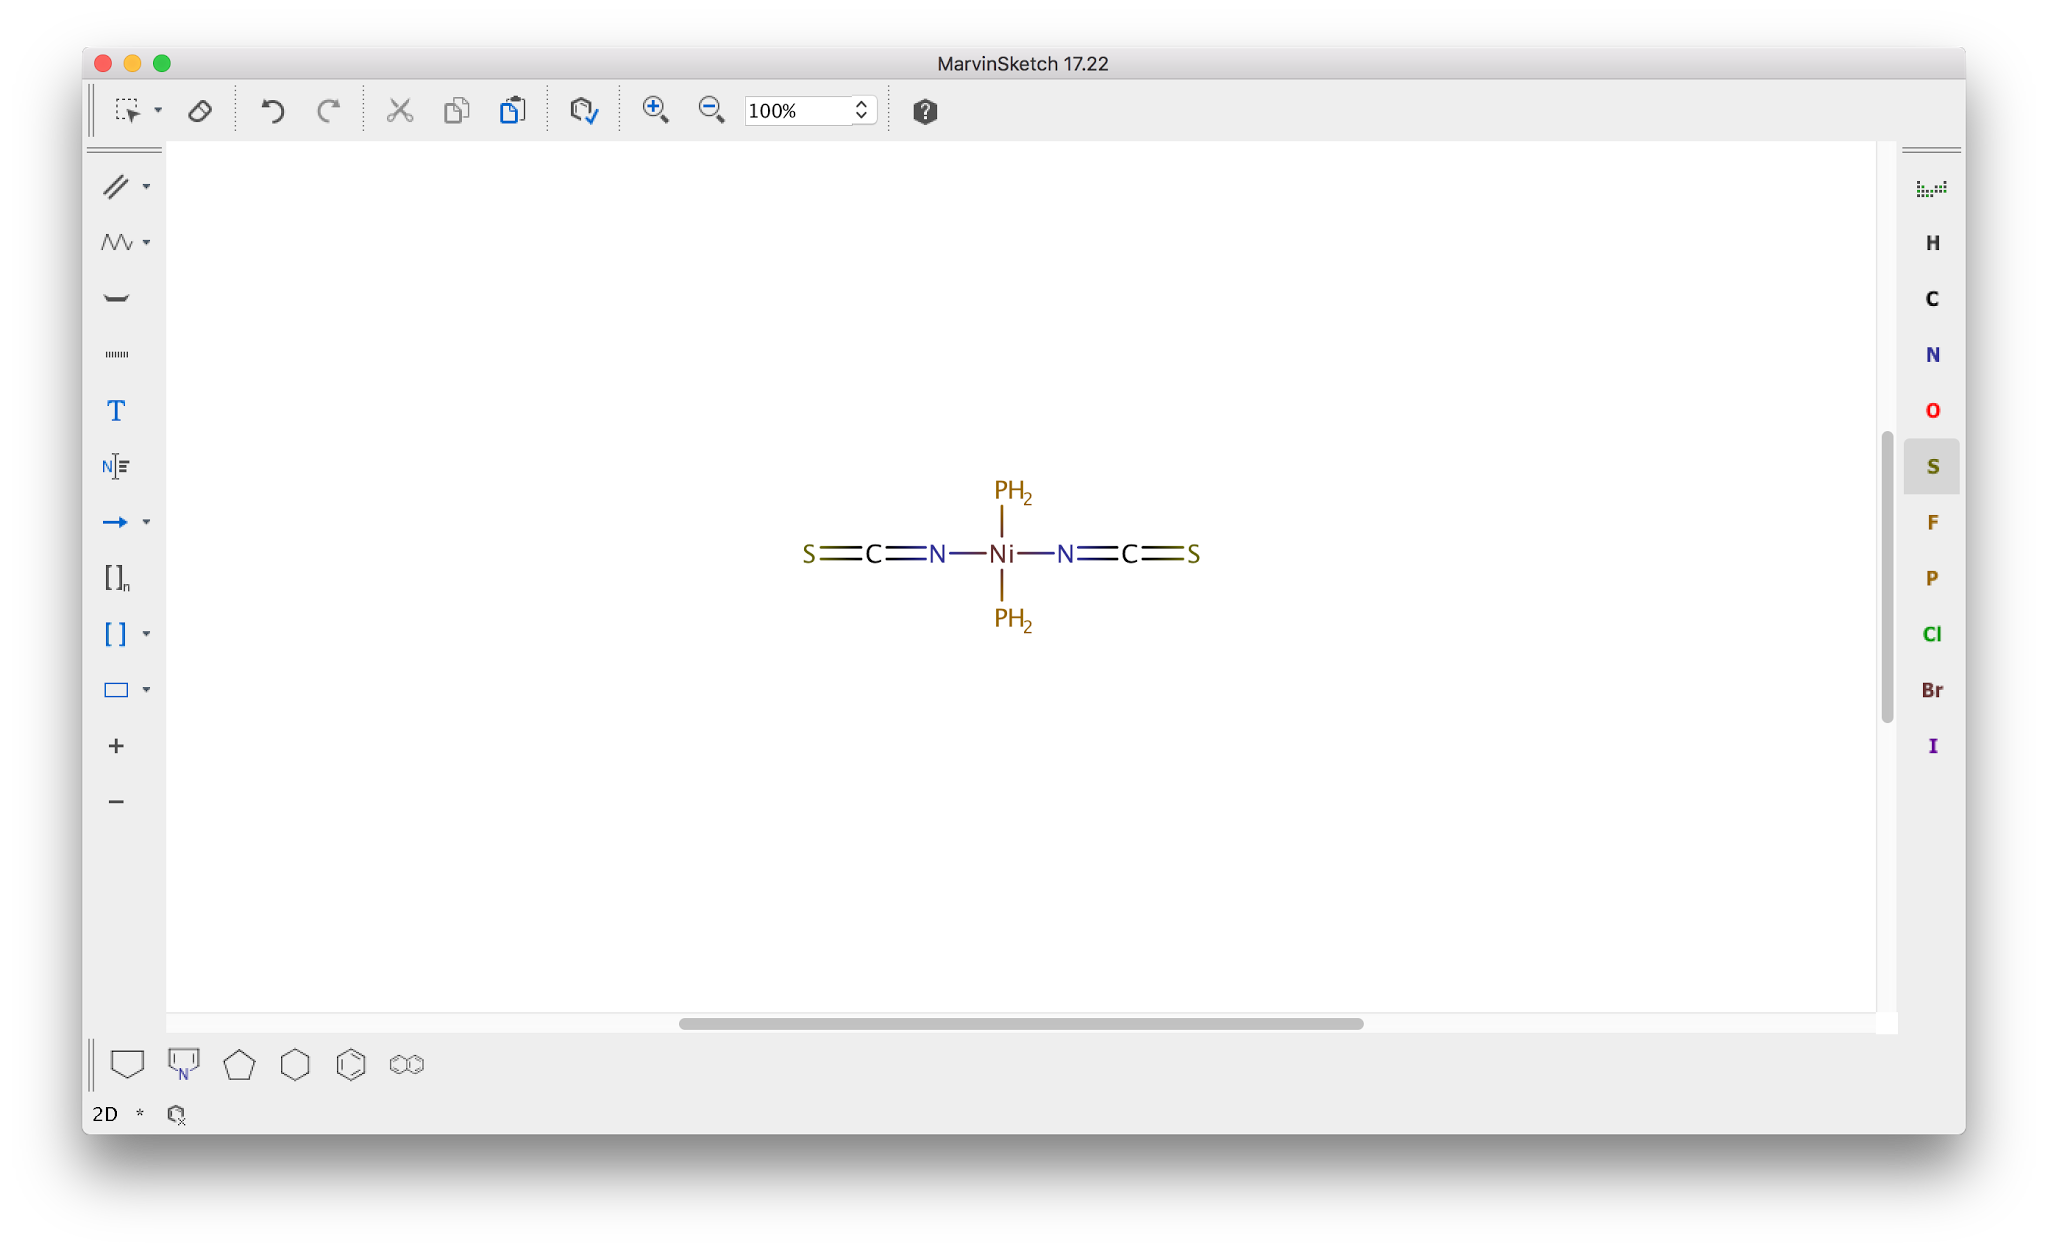 MarvinSketch 17.22
100%
?
H
C
N
O
S
F
P
Cl
Br
I
T
N
[ ]n
[ ]
+
−
PH2
S C N Ni N C S
PH2
N
2D *